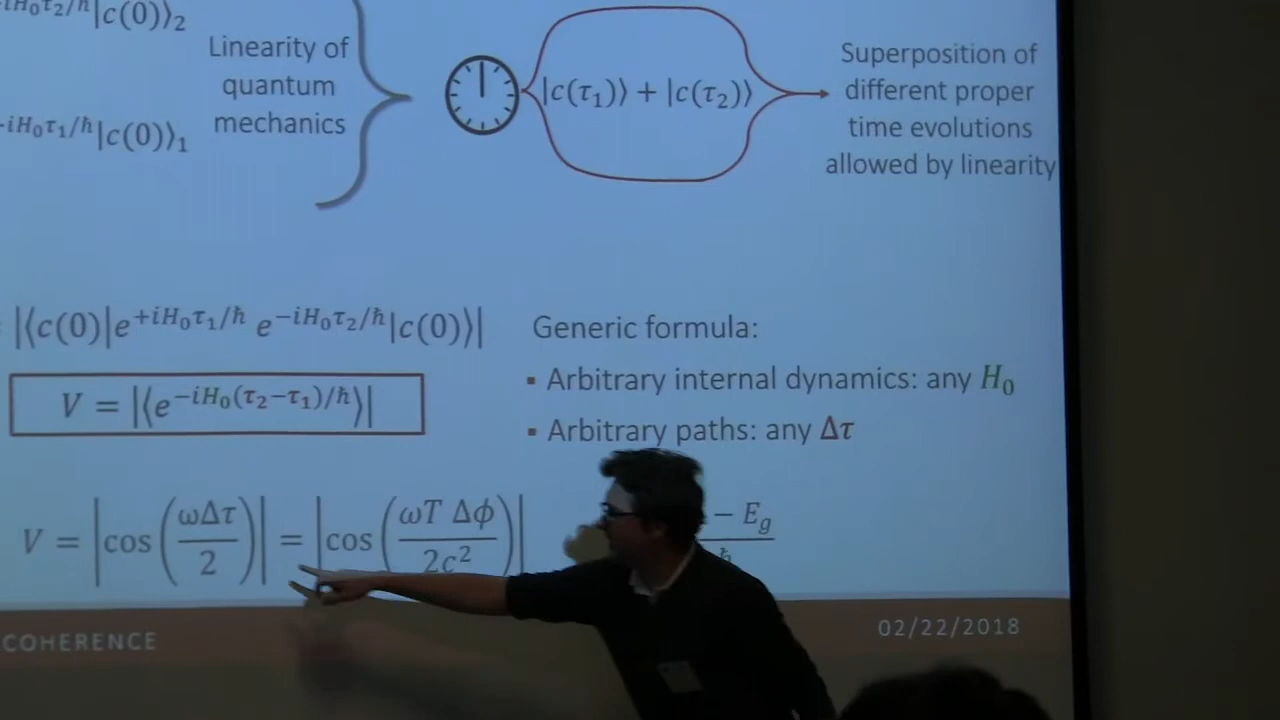 -iH₀τ₂/ħ|c(0)⟩₂
Linearity of
quantum
mechanics
-iH₀τ₁/ħ|c(0)⟩₁
|c(τ₁)⟩ + |c(τ₂)⟩
Superposition of
different proper
time evolutions
allowed by linearity
|⟨c(0)|e^{+iH₀τ₁/ħ} e^{-iH₀τ₂/ħ}|c(0)⟩|
V = |⟨e^{-iH₀(τ₂-τ₁)/ħ}⟩|
Generic formula:
▪ Arbitrary internal dynamics: any H₀
▪ Arbitrary paths: any Δτ
V = |cos(ωΔτ/2)| = |cos(ωT Δϕ/2c²)|
- E_g
ħ
COHERENCE
02/22/2018